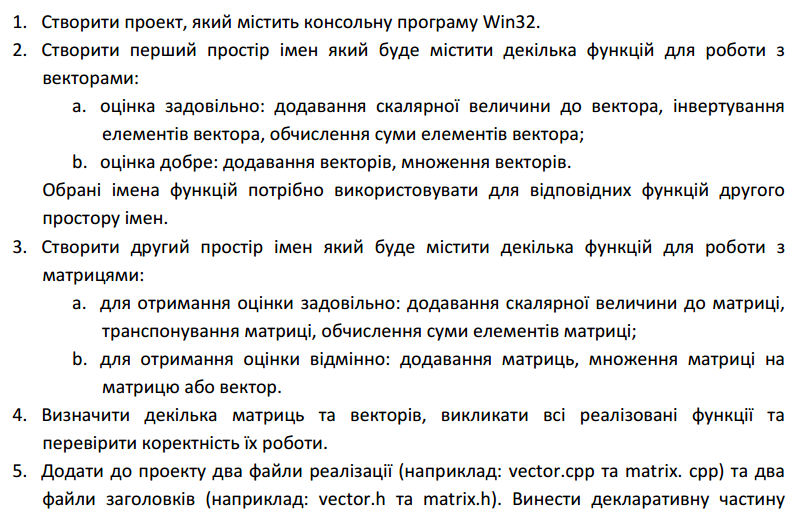 1. Створити проект, який містить консольну програму Win32.
2. Створити перший простір імен який буде містити декілька функцій для роботи з
векторами:
a. оцінка задовільно: додавання скалярної величини до вектора, інвертування
елементів вектора, обчислення суми елементів вектора;
b. оцінка добре: додавання векторів, множення векторів.
Обрані імена функцій потрібно використовувати для відповідних функцій другого
простору імен.
3. Створити другий простір імен який буде містити декілька функцій для роботи з
матрицями:
a. для отримання оцінки задовільно: додавання скалярної величини до матриці,
транспонування матриці, обчислення суми елементів матриці;
b. для отримання оцінки відмінно: додавання матриць, множення матриці на
матрицю або вектор.
4. Визначити декілька матриць та векторів, викликати всі реалізовані функції та
перевірити коректність їх роботи.
5. Додати до проекту два файли реалізації (наприклад: vector.cpp та matrix. cpp) та два
файли заголовків (наприклад: vector.h та matrix.h). Винести декларативну частину